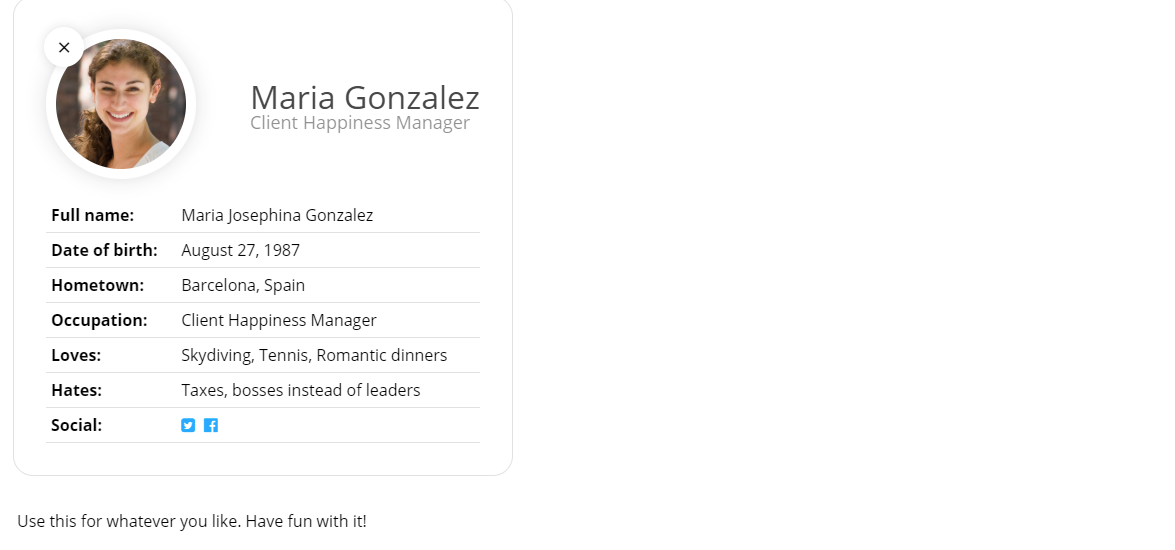 Maria Gonzalez
Client Happiness Manager
Full name: Maria Josephina Gonzalez
Date of birth: August 27, 1987
Hometown: Barcelona, Spain
Occupation: Client Happiness Manager
Loves: Skydiving, Tennis, Romantic dinners
Hates: Taxes, bosses instead of leaders
Social:
Use this for whatever you like. Have fun with it!